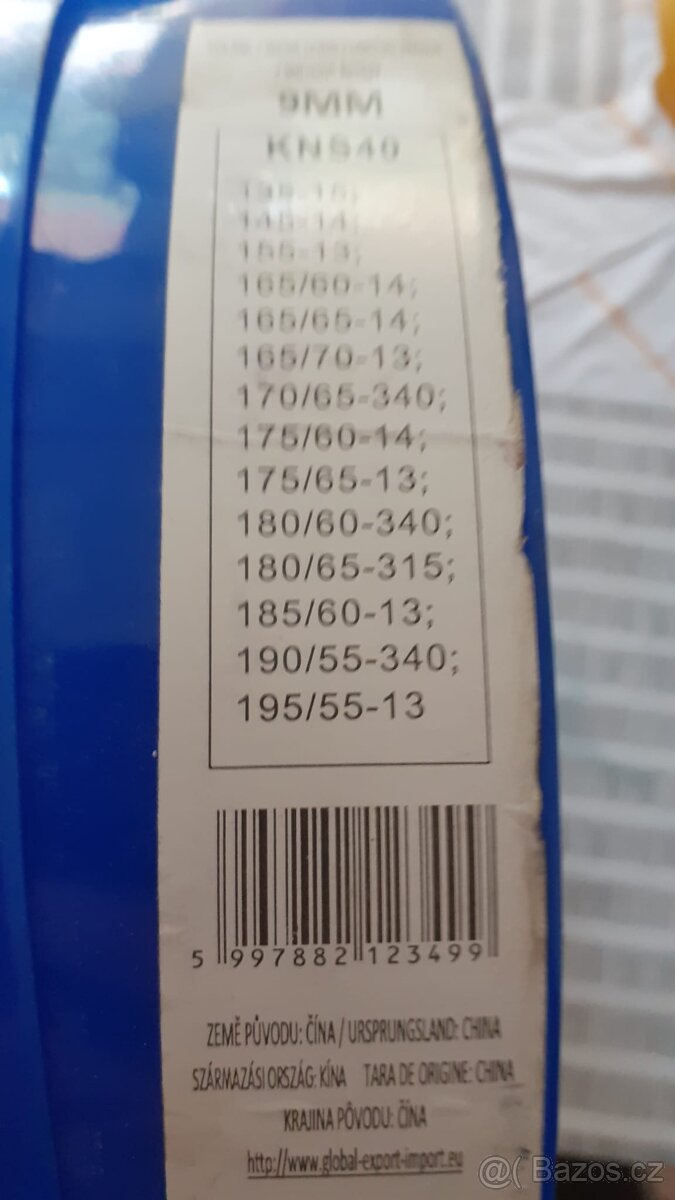 9MM
KNS40
135-15;
145-14;
155-13;
165/60-14;
165/65-14;
165/70-13;
170/65-340;
175/60-14;
175/65-13;
180/60-340;
180/65-315;
185/60-13;
190/55-340;
195/55-13
5 997882 123499
ZEMĚ PŮVODU: ČÍNA / URSPRUNGSLAND: CHINA
SZÁRMAZÁSI ORSZÁG: KÍNA TARA DE ORIGINE: CHINA
KRAJINA PÔVODU: ČÍNA
http://www.global-export-import.eu
@( Bazos.cz